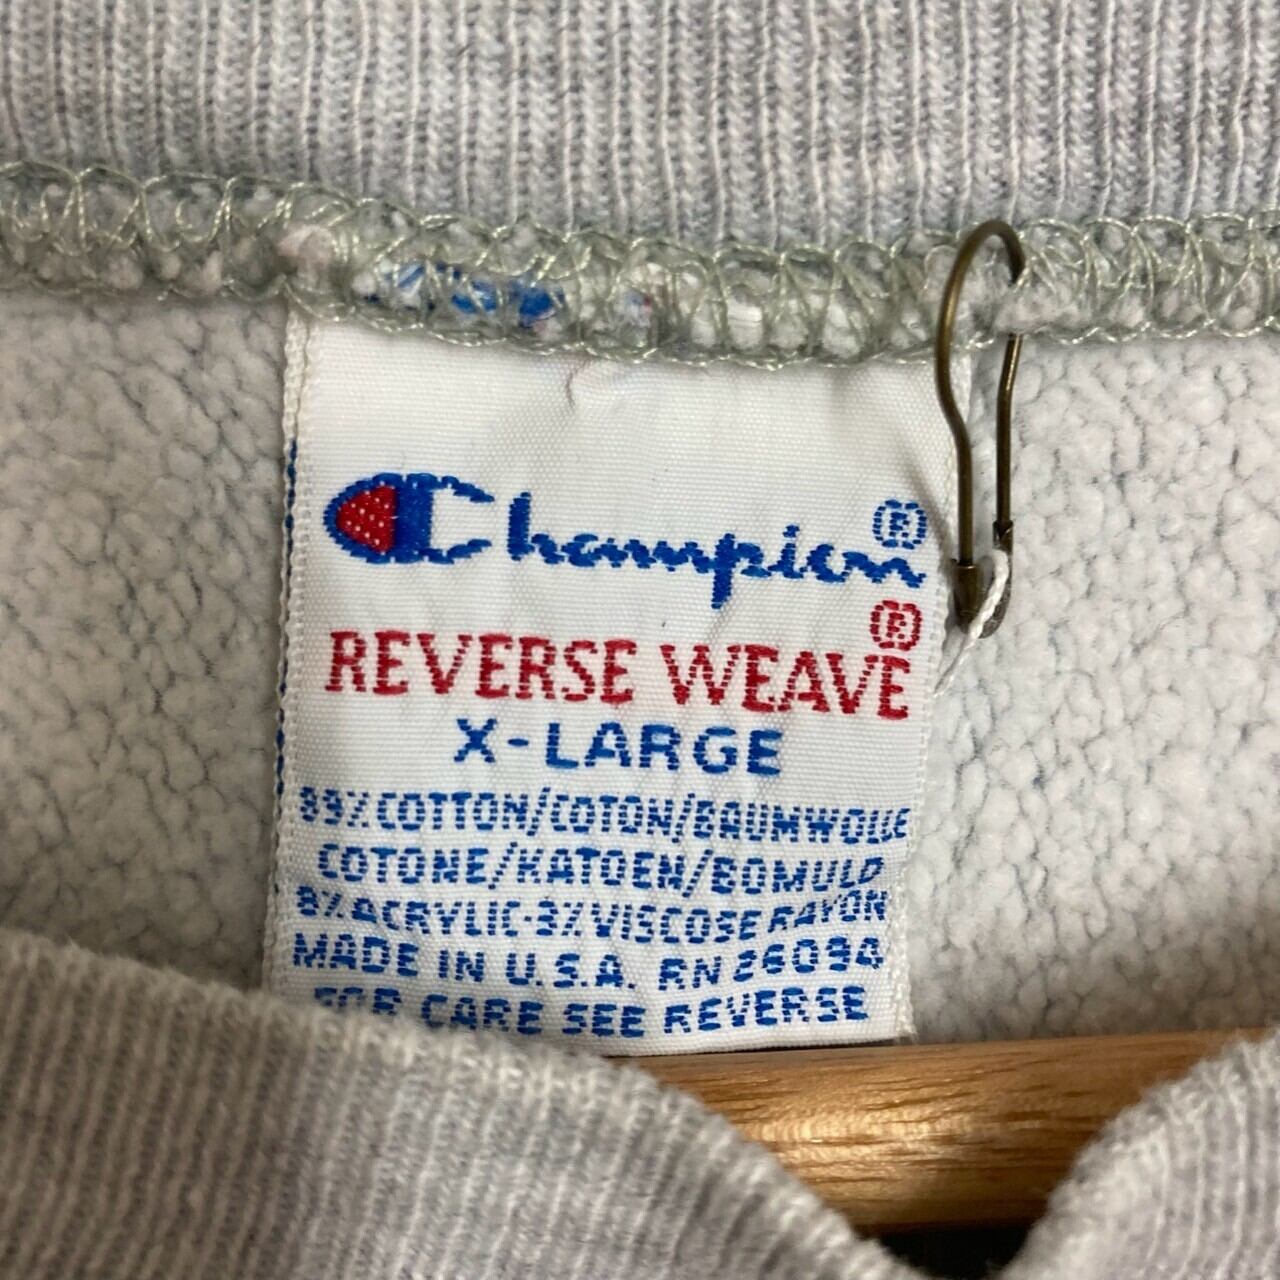 Champion®
REVERSE WEAVE®
X-LARGE
89% COTTON/COTON/BAUMWOLLE
COTONE/KATOEN/BOMULD
8% ACRYLIC-3% VISCOSE RAYON
MADE IN U.S.A. RN 26094
FOR CARE SEE REVERSE